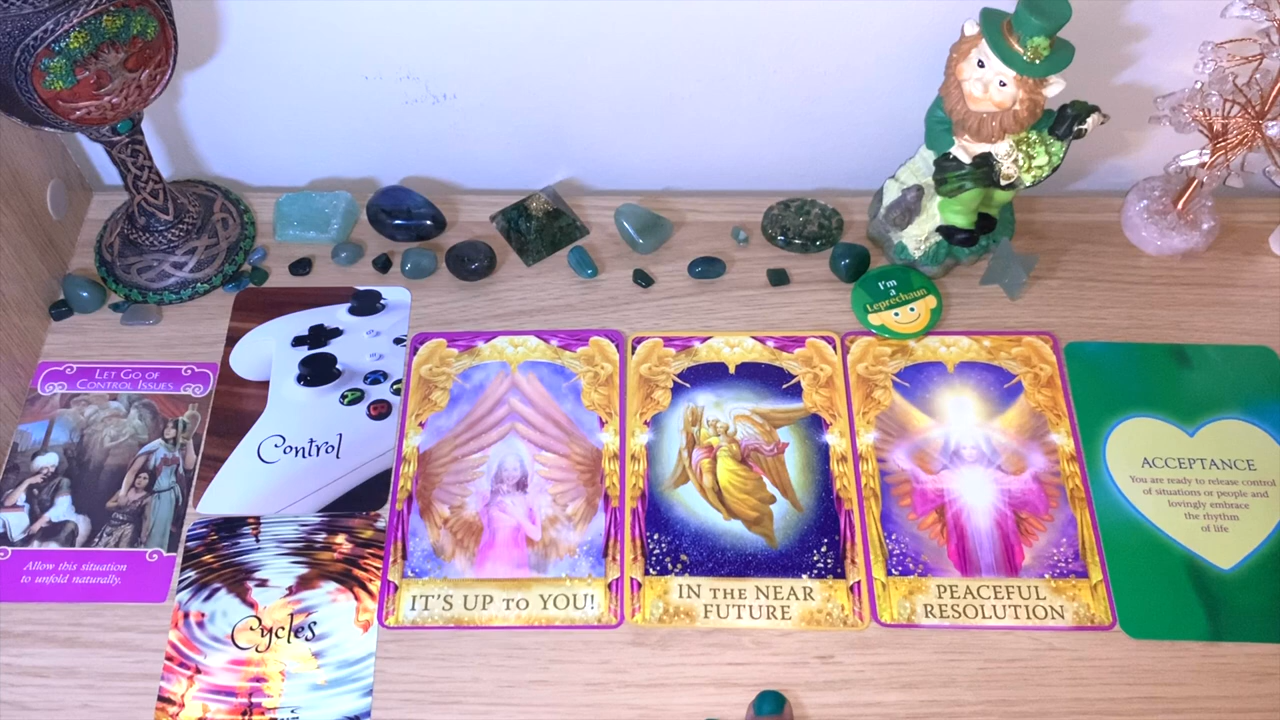 I'm
a
Leprechaun
LET GO OF
CONTROL ISSUES
Allow this situation
to unfold naturally.
Control
A
B
X
Cycles
IT'S UP TO YOU!
IN THE NEAR
FUTURE
PEACEFUL
RESOLUTION
ACCEPTANCE
You are ready to release control
of situations or people and
lovingly embrace
the rhythm
of life